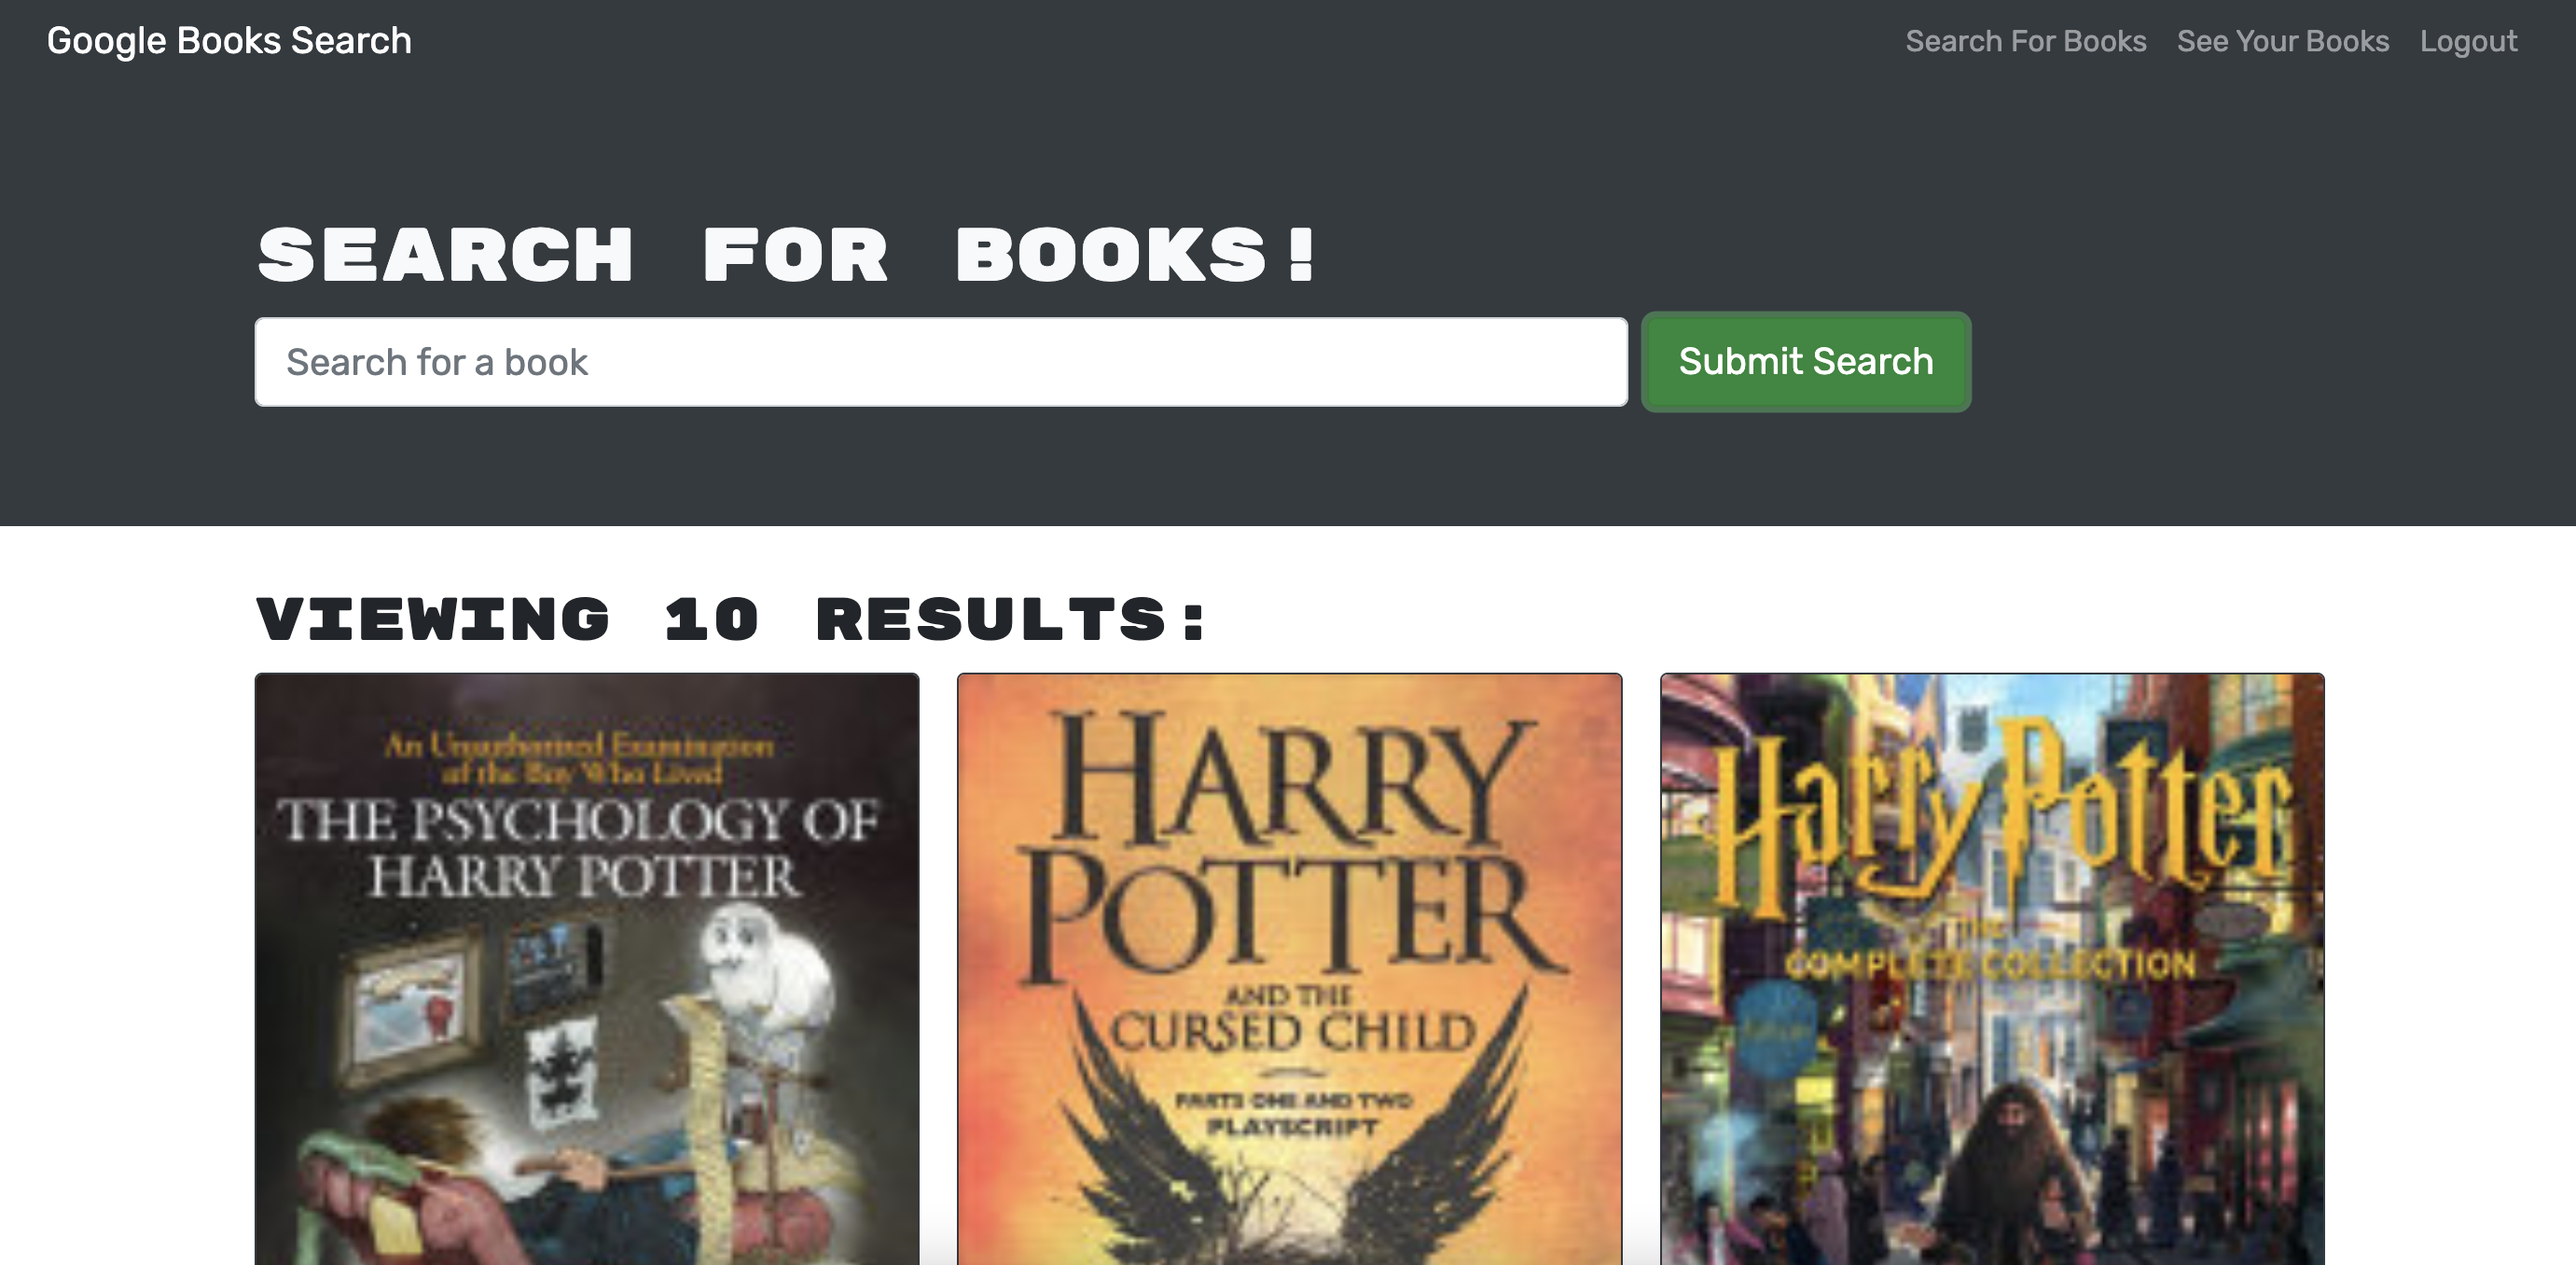 Google Books Search
Search For Books
See Your Books
Logout
SEARCH FOR BOOKS!
Search for a book
Submit Search
VIEWING 10 RESULTS:
An Unauthorized Examination
of the Boy Who Lived
THE PSYCHOLOGY OF
HARRY POTTER
HARRY
POTTER
AND THE
CURSED CHILD
PARTS ONE AND TWO
PLAYSCRIPT
Harry Potter
THE
COMPLETE COLLECTION